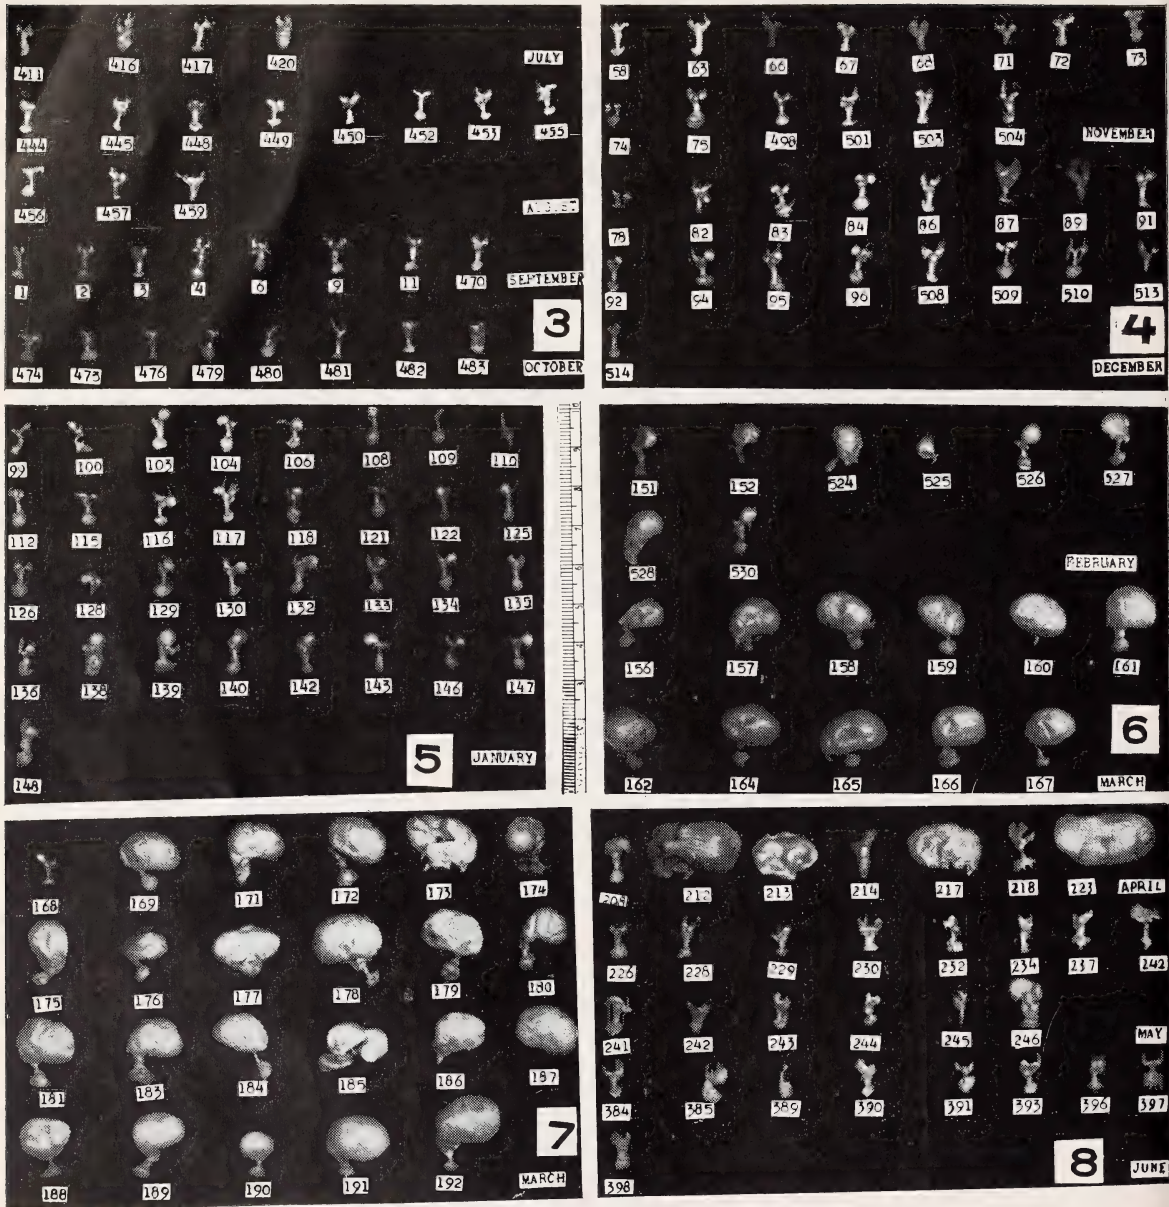 411 416 417 420
JULY
444 445 448 449 450 452 453 455
456 457 459
AUGUST
1 2 3 4 6 9 11 470
SEPTEMBER
3
474 473 476 479 480 481 482 483 OCTOBER
58 63 66 67 68 71 72 73
74 75 498 501 503 504 NOVEMBER
78 82 83 84 86 87 89 91
92 94 95 96 508 509 510 513
4
514 DECEMBER
99 100 103 104 106 108 109 110
112 115 116 117 118 121 122 125
126 128 129 130 132 133 134 135
136 138 139 140 142 143 146 147
148 5 JANUARY
151 152 524 525 526 527
528 530 FEBRUARY
156 157 158 159 160 161
6
162 164 165 166 167 MARCH
168 169 171 172 173 174
175 176 177 178 179 180
181 183 184 185 186 187
7
188 189 190 191 192 MARCH
209 212 213 214 217 218 223 APRIL
226 228 229 230 232 234 237 242
241 242 243 244 245 246 MAY
384 385 389 390 391 393 396 397
398 8 JUNE